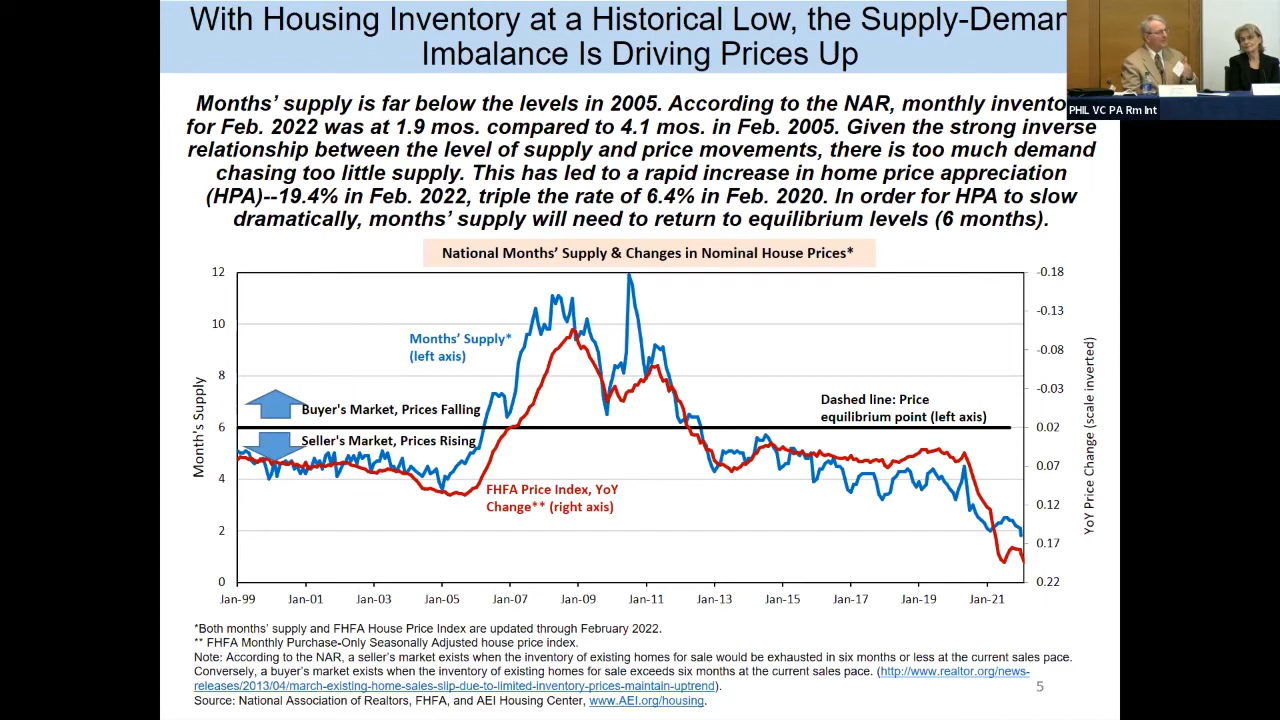 With Housing Inventory at a Historical Low, the Supply-Deman
Imbalance Is Driving Prices Up
PHIL VC PA Rm Int
Months' supply is far below the levels in 2005. According to the NAR, monthly invento
for Feb. 2022 was at 1.9 mos. compared to 4.1 mos. in Feb. 2005. Given the strong inverse
relationship between the level of supply and price movements, there is too much demand
chasing too little supply. This has led to a rapid increase in home price appreciation
(HPA)--19.4% in Feb. 2022, triple the rate of 6.4% in Feb. 2020. In order for HPA to slow
dramatically, months' supply will need to return to equilibrium levels (6 months).
National Months' Supply & Changes in Nominal House Prices*
12
10
8
6
4
2
0
Month's Supply
Months' Supply*
(left axis)
Buyer's Market, Prices Falling
Seller's Market, Prices Rising
FHFA Price Index, YoY
Change** (right axis)
Dashed line: Price
equilibrium point (left axis)
-0.18
-0.13
-0.08
-0.03
0.02
0.07
0.12
0.17
0.22
YoY Price Change (scale inverted)
Jan-99 Jan-01 Jan-03 Jan-05 Jan-07 Jan-09 Jan-11 Jan-13 Jan-15 Jan-17 Jan-19 Jan-21
*Both months' supply and FHFA House Price Index are updated through February 2022.
** FHFA Monthly Purchase-Only Seasonally Adjusted house price index.
Note: According to the NAR, a seller's market exists when the inventory of existing homes for sale would be exhausted in six months or less at the current sales pace.
Conversely, a buyer's market exists when the inventory of existing homes for sale exceeds six months at the current sales pace. (http://www.realtor.org/news-
releases/2013/04/march-existing-home-sales-slip-due-to-limited-inventory-prices-maintain-uptrend).
Source: National Association of Realtors, FHFA, and AEI Housing Center, www.AEI.org/housing.
5